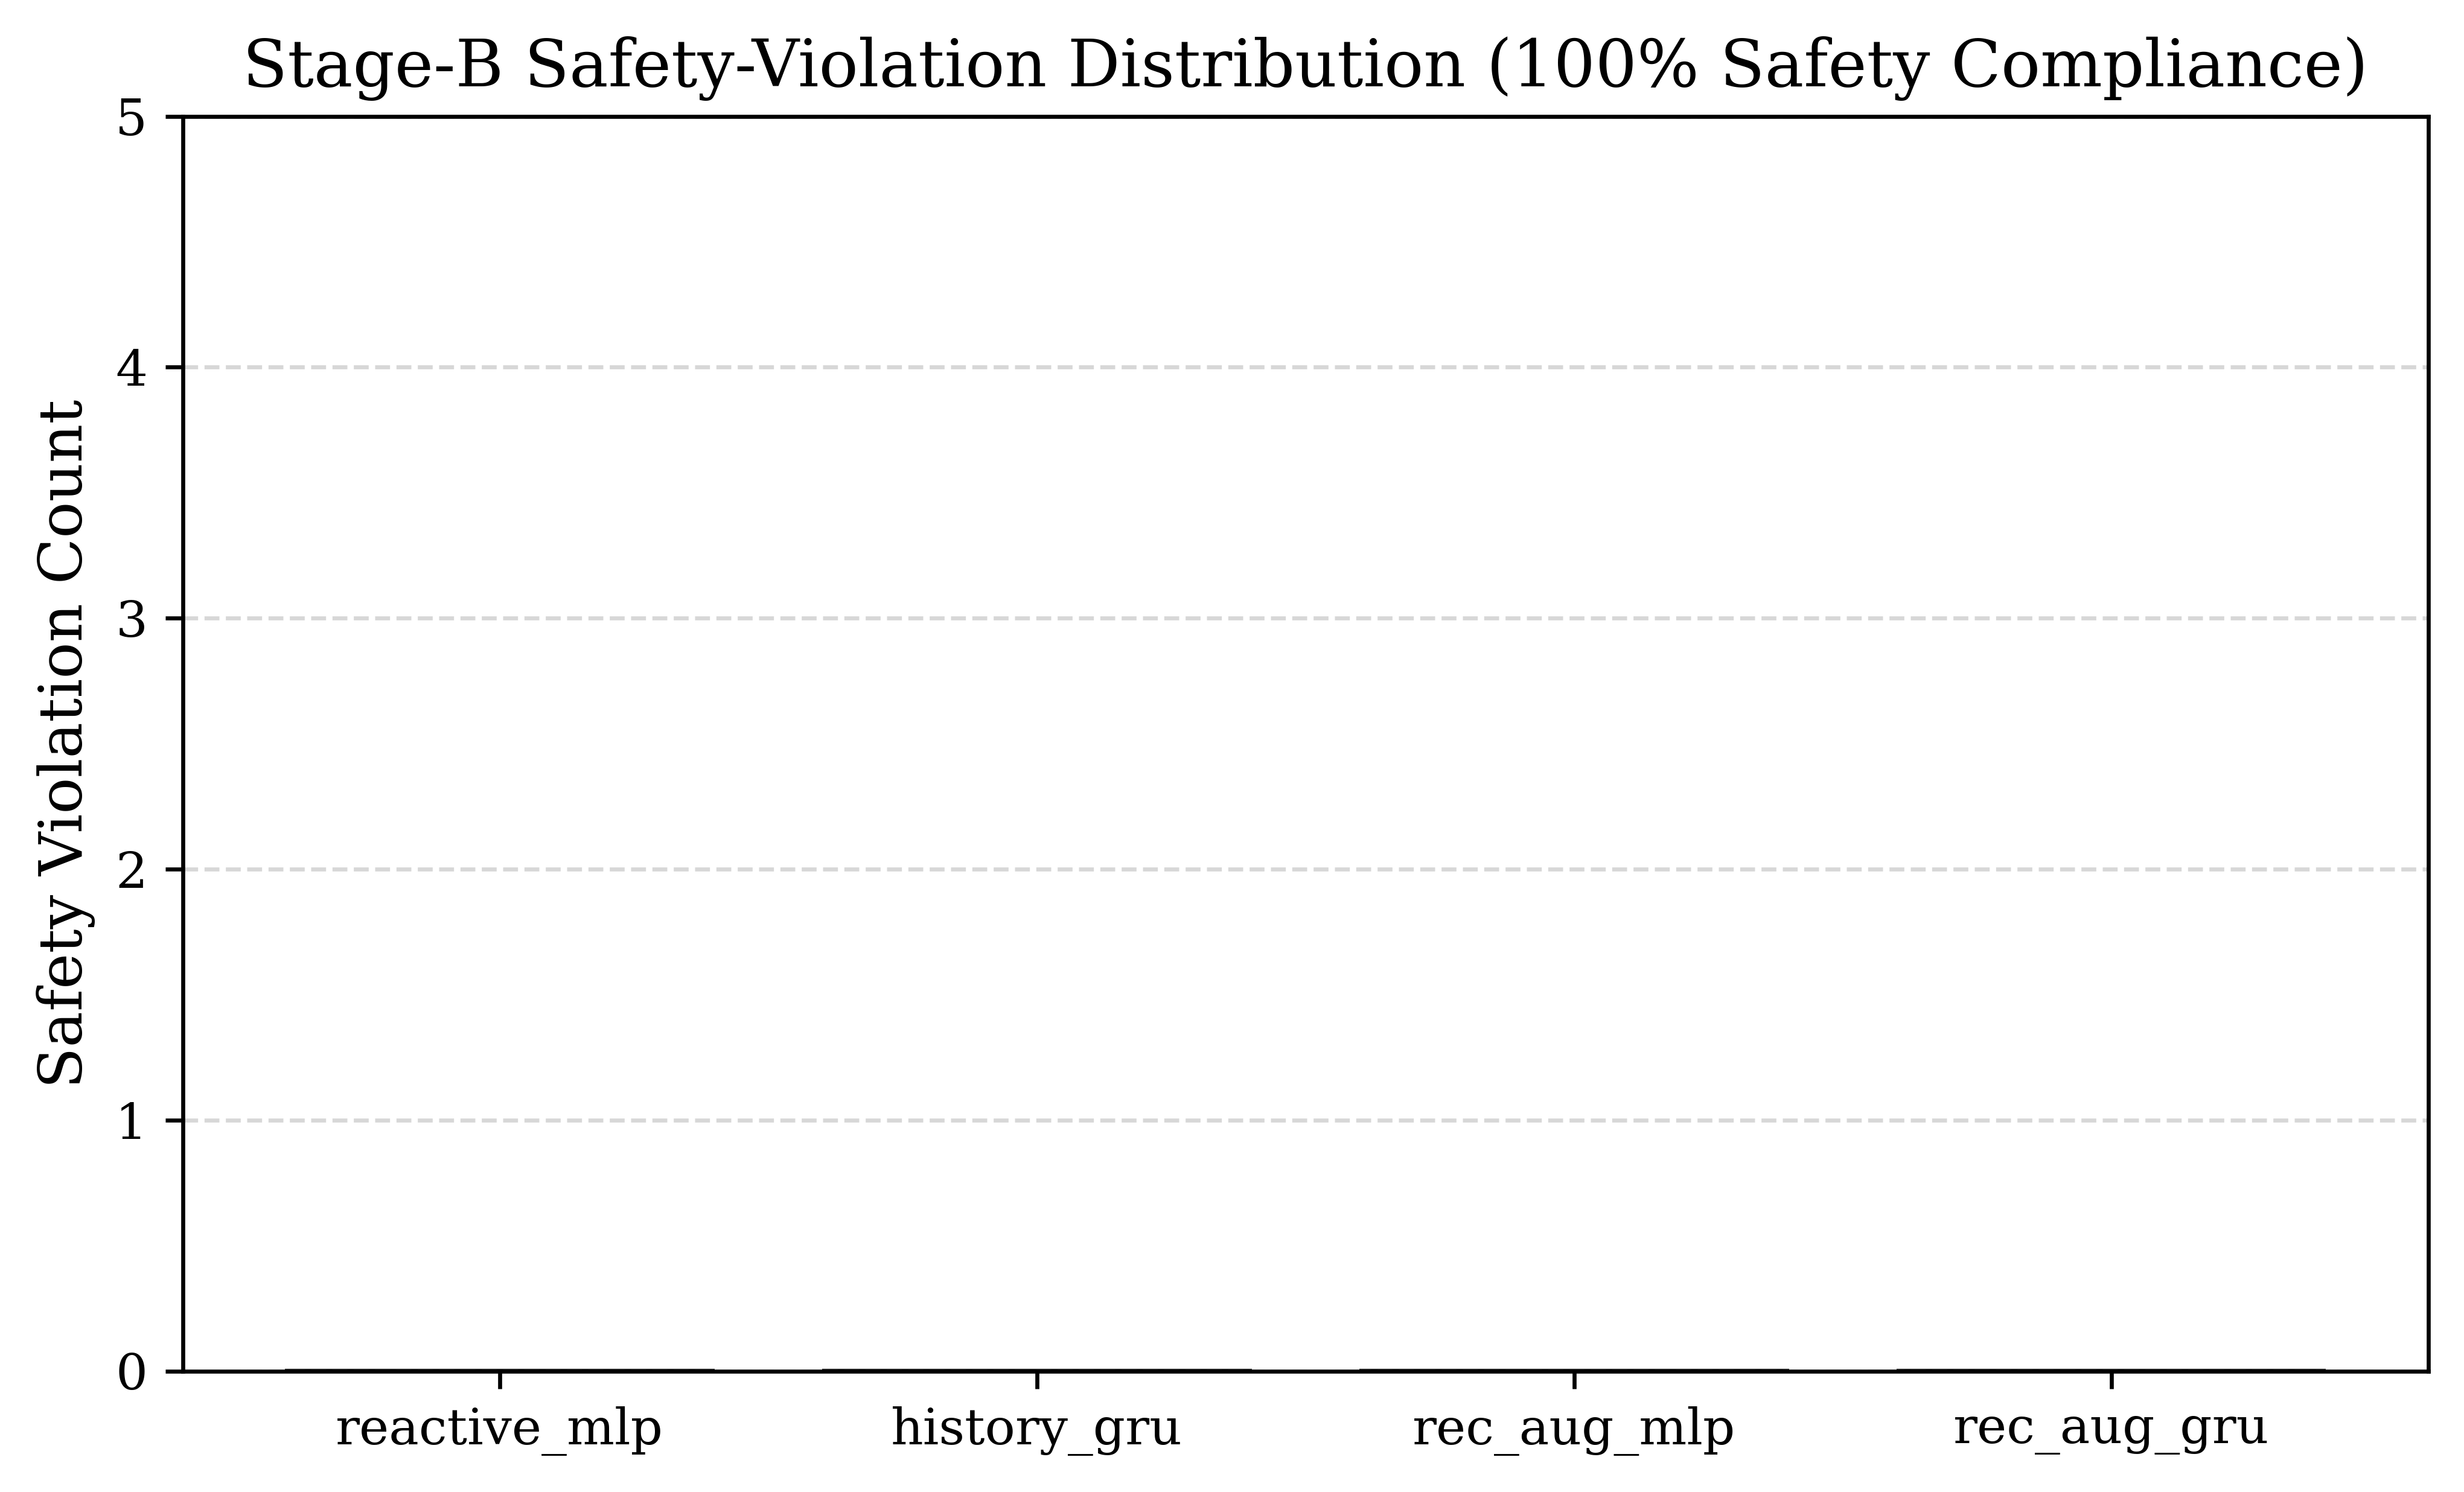 Stage-B Safety-Violation Distribution (100% Safety Compliance)
Safety Violation Count
5
4
3
2
1
0
reactive_mlp
history_gru
rec_aug_mlp
rec_aug_gru